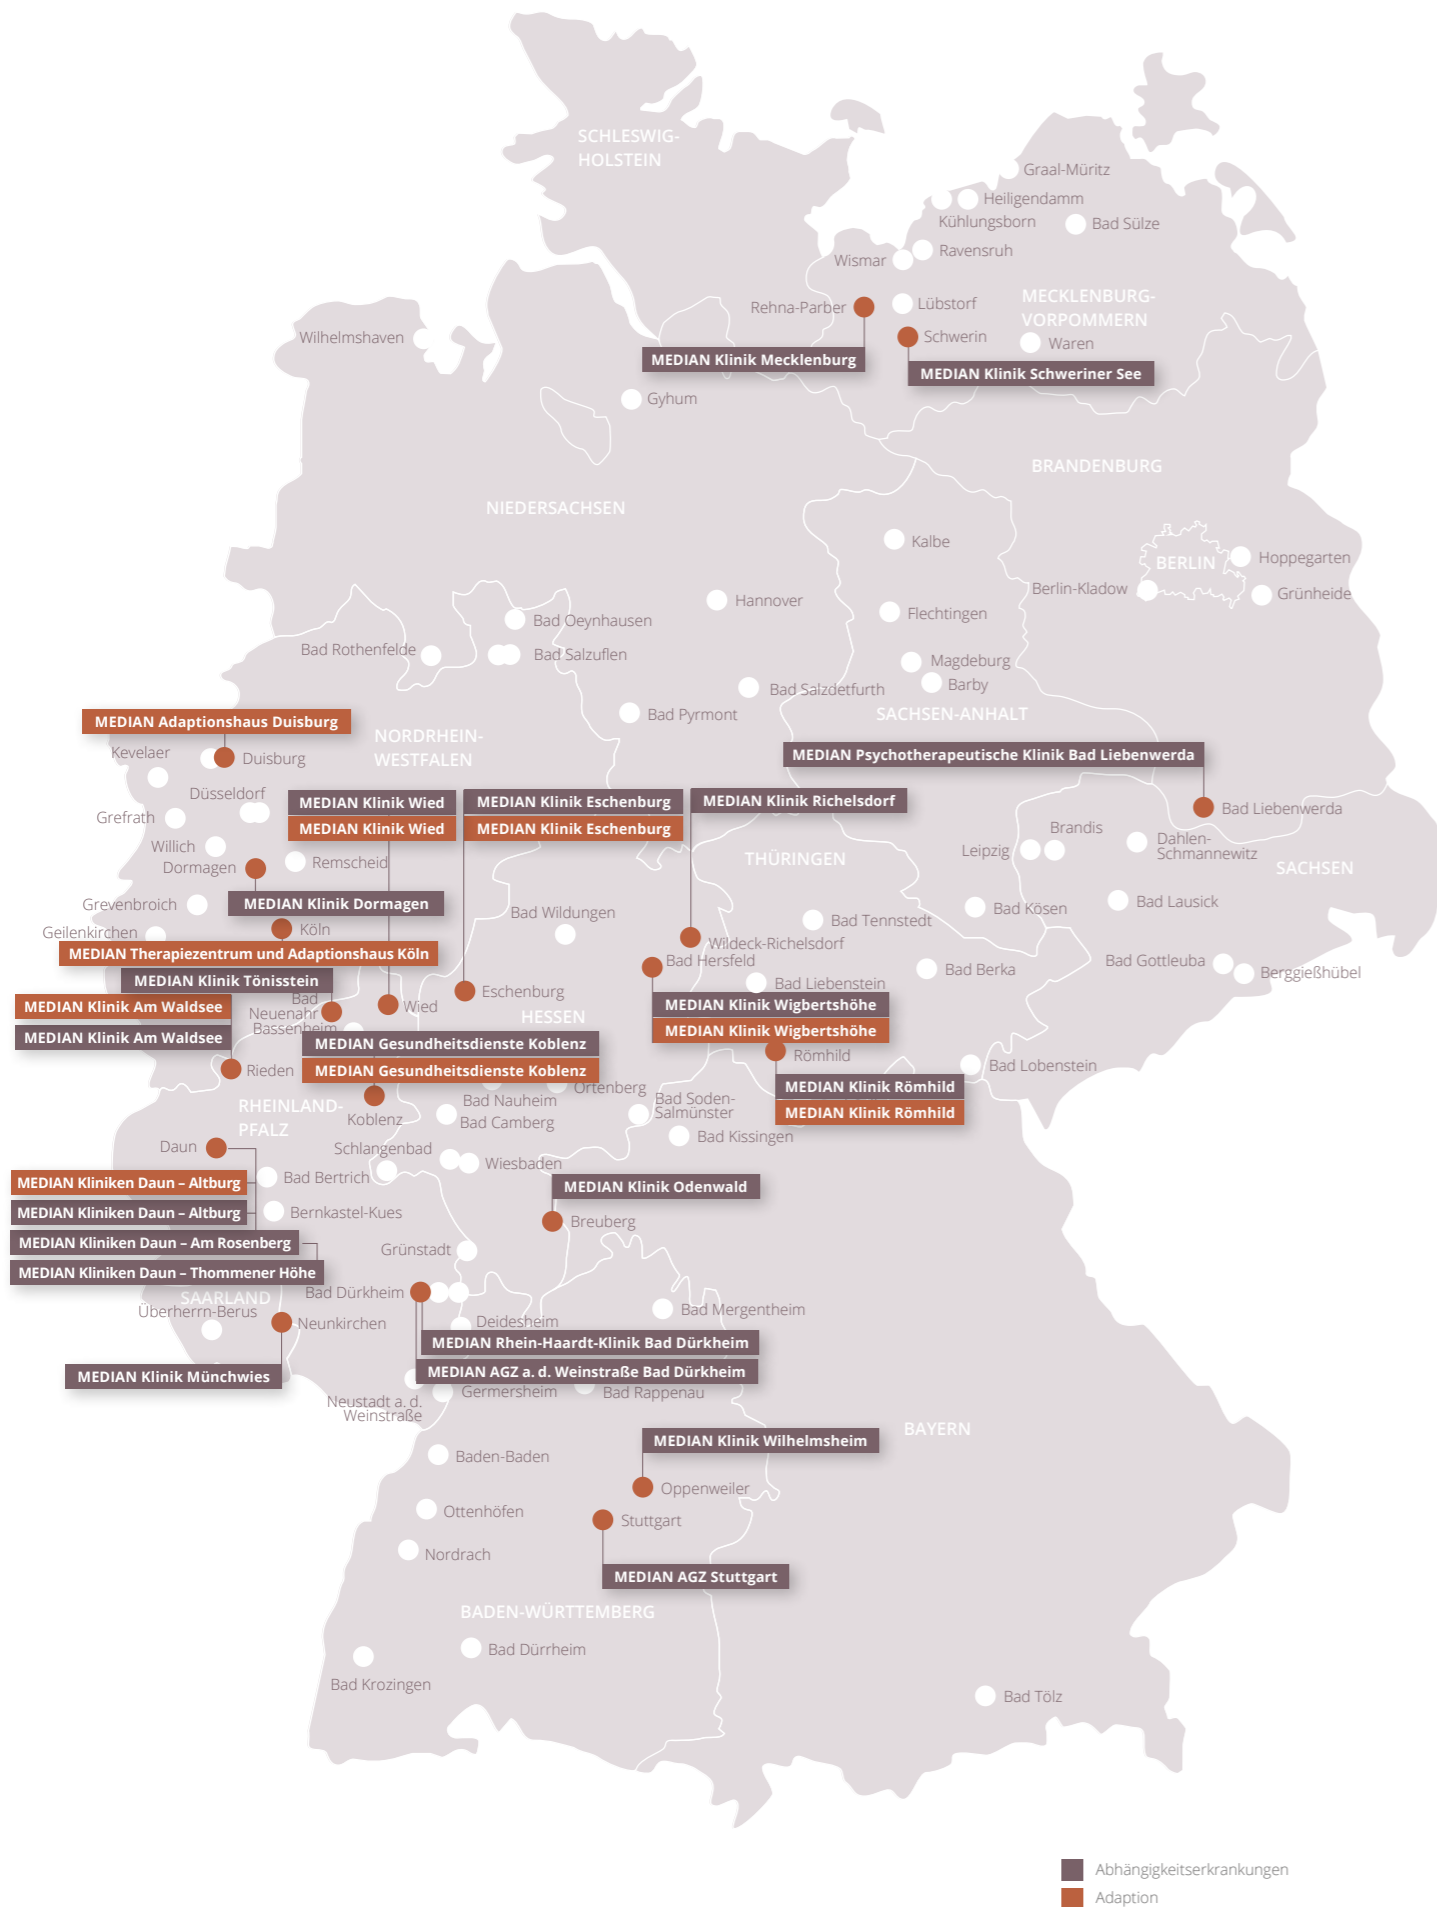 SCHLESWIG-
HOLSTEIN
Graal-Müritz
Heiligendamm
Kühlungsborn
Bad Sülze
Ravensruh
Wismar
MECKLENBURG-
VORPOMMERN
Rehna-Parber
Lübstorf
Schwerin
Waren
Wilhelmshaven
MEDIAN Klinik Mecklenburg
MEDIAN Klinik Schweriner See
Gyhum
BRANDENBURG
NIEDERSACHSEN
Kalbe
BERLIN
Hoppegarten
Berlin-Kladow
Grünheide
Hannover
Flechtingen
Bad Oeynhausen
Bad Rothenfelde
Bad Salzuflen
Magdeburg
Barby
Bad Salzdetfurth
Bad Pyrmont
SACHSEN-ANHALT
MEDIAN Adaptionshaus Duisburg
NORDRHEIN-
WESTFALEN
Kevelaer
Duisburg
MEDIAN Psychotherapeutische Klinik Bad Liebenwerda
Düsseldorf
MEDIAN Klinik Wied
MEDIAN Klinik Wied
MEDIAN Klinik Eschenburg
MEDIAN Klinik Eschenburg
MEDIAN Klinik Richelsdorf
Bad Liebenwerda
Grefrath
Brandis
Willich
Leipzig
Dahlen-
Schmannewitz
Dormagen
Remscheid
THÜRINGEN
SACHSEN
Grevenbroich
MEDIAN Klinik Dormagen
Bad Wildungen
Bad Tennstedt
Bad Kösen
Bad Lausick
Geilenkirchen
Köln
MEDIAN Therapiezentrum und Adaptionshaus Köln
Wildeck-Richelsdorf
Bad Hersfeld
Bad Berka
Bad Gottleuba
Berggießhübel
MEDIAN Klinik Tönisstein
Bad Liebenstein
Bad
Neuenahr
Bassenheim
Wied
Eschenburg
MEDIAN Klinik Am Waldsee
MEDIAN Klinik Am Waldsee
HESSEN
MEDIAN Klinik Wigbertshöhe
MEDIAN Klinik Wigbertshöhe
MEDIAN Gesundheitsdienste Koblenz
MEDIAN Gesundheitsdienste Koblenz
Römhild
Rieden
Bad Lobenstein
Ortenberg
MEDIAN Klinik Römhild
MEDIAN Klinik Römhild
RHEINLAND-
PFALZ
Koblenz
Bad Nauheim
Bad Camberg
Bad Soden-
Salmünster
Bad Kissingen
Daun
Schlangenbad
Wiesbaden
Bad Bertrich
MEDIAN Kliniken Daun – Altburg
MEDIAN Kliniken Daun – Altburg
MEDIAN Kliniken Daun – Am Rosenberg
MEDIAN Kliniken Daun – Thommener Höhe
Bernkastel-Kues
MEDIAN Klinik Odenwald
Breuberg
Grünstadt
SAARLAND
Bad Dürkheim
Überherrn-Berus
Neunkirchen
Deidesheim
Bad Mergentheim
MEDIAN Rhein-Haardt-Klinik Bad Dürkheim
MEDIAN AGZ a. d. Weinstraße Bad Dürkheim
MEDIAN Klinik Münchwies
Neustadt a. d.
Weinstraße
Germersheim
Bad Rappenau
BAYERN
MEDIAN Klinik Wilhelmsheim
Baden-Baden
Oppenweiler
Ottenhöfen
Stuttgart
Nordrach
MEDIAN AGZ Stuttgart
BADEN-WÜRTTEMBERG
Bad Dürrheim
Bad Krozingen
Bad Tölz
Abhängigkeitserkrankungen
Adaption